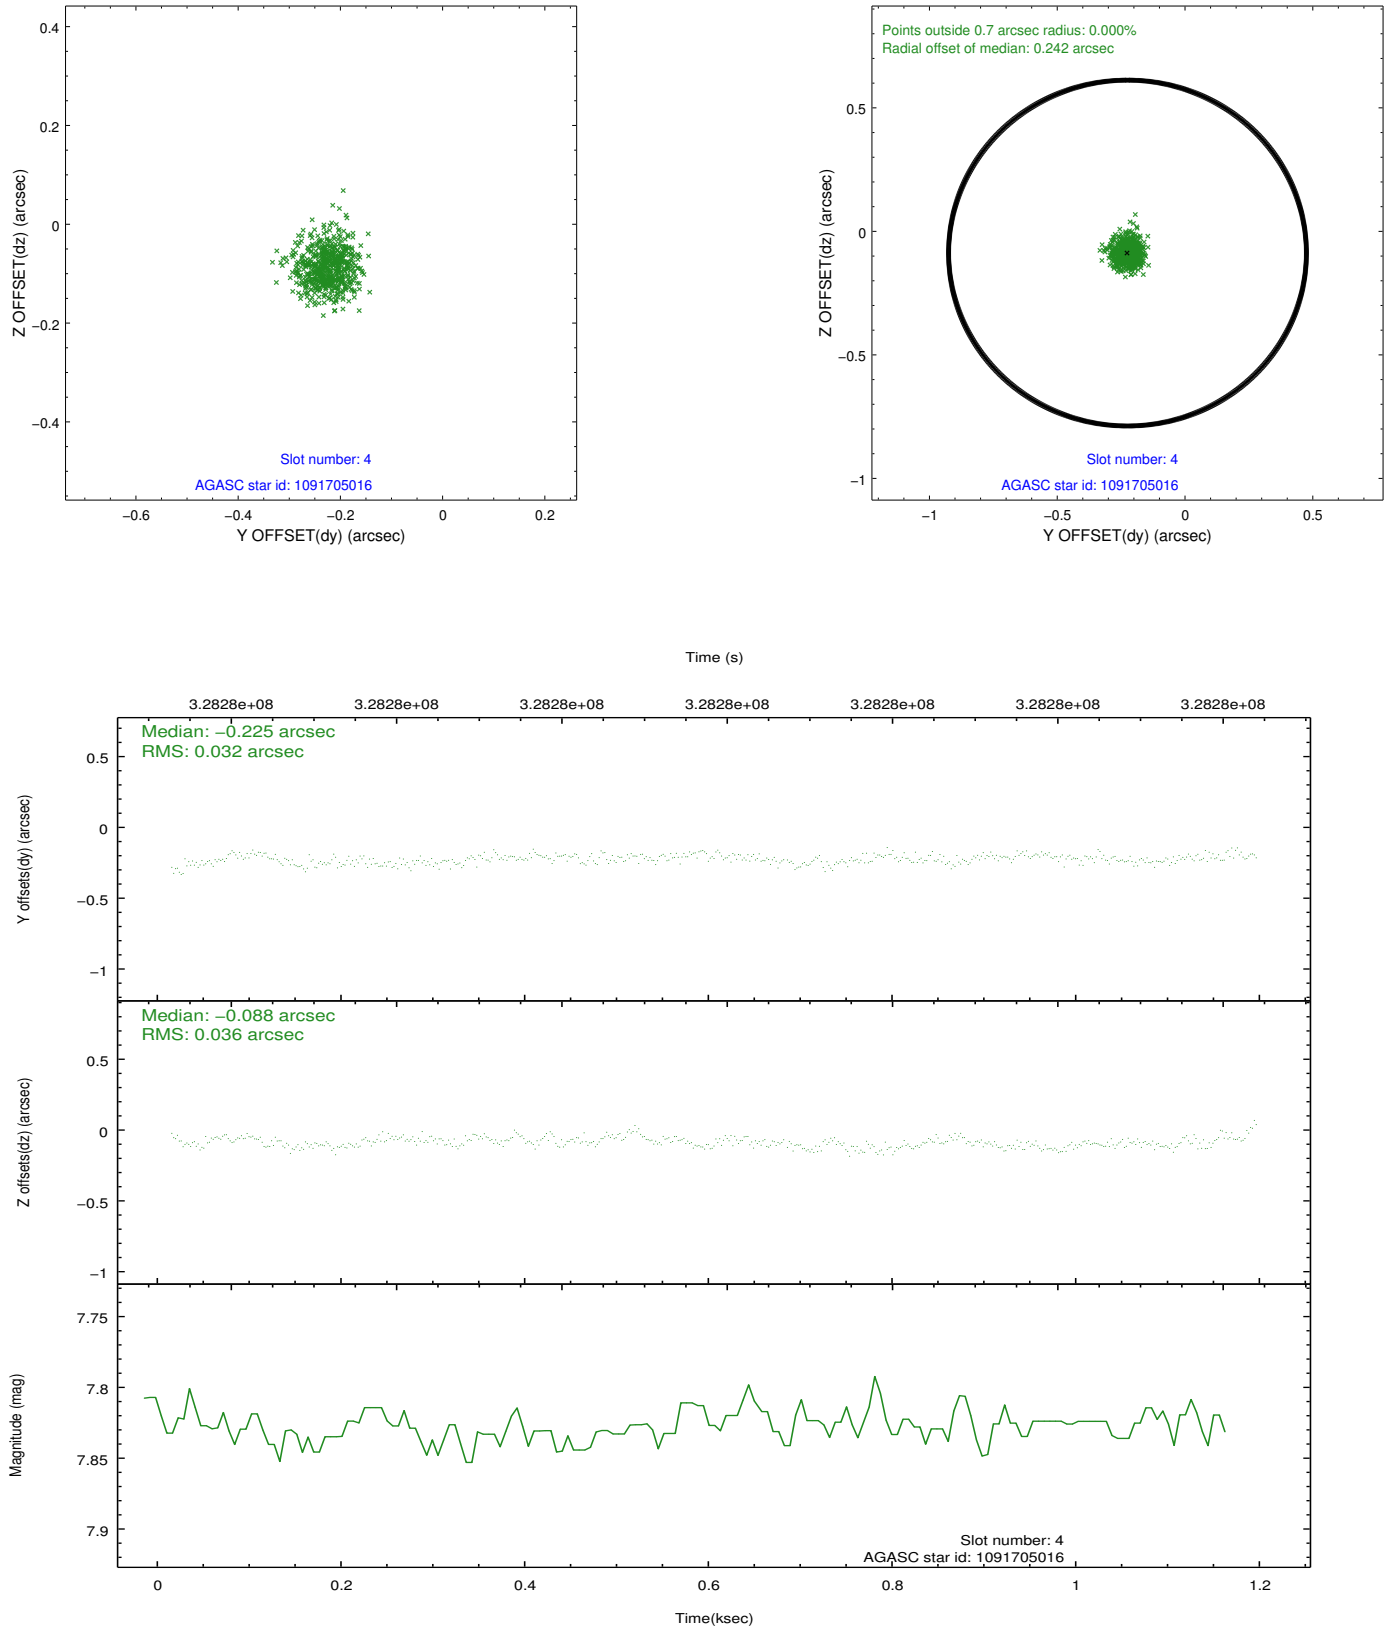 0.4
0.2
0
−0.2
−0.4
Z OFFSET(dz) (arcsec)
Slot number: 4
AGASC star id: 1091705016
−0.6
−0.4
−0.2
0
0.2
Y OFFSET(dy) (arcsec)
Points outside 0.7 arcsec radius: 0.000%
Radial offset of median: 0.242 arcsec
0.5
0
−0.5
−1
Z OFFSET(dz) (arcsec)
Slot number: 4
AGASC star id: 1091705016
−1
−0.5
0
0.5
Y OFFSET(dy) (arcsec)
Time (s)
3.2828e+08
3.2828e+08
3.2828e+08
3.2828e+08
3.2828e+08
3.2828e+08
3.2828e+08
Median: −0.225 arcsec
RMS: 0.032 arcsec
0.5
0
−0.5
−1
Y offsets(dy) (arcsec)
Median: −0.088 arcsec
RMS: 0.036 arcsec
0.5
0
−0.5
−1
Z offsets(dz) (arcsec)
7.75
7.8
7.85
7.9
Magnitude (mag)
Slot number: 4
AGASC star id: 1091705016
0
0.2
0.4
0.6
0.8
1
1.2
Time(ksec)